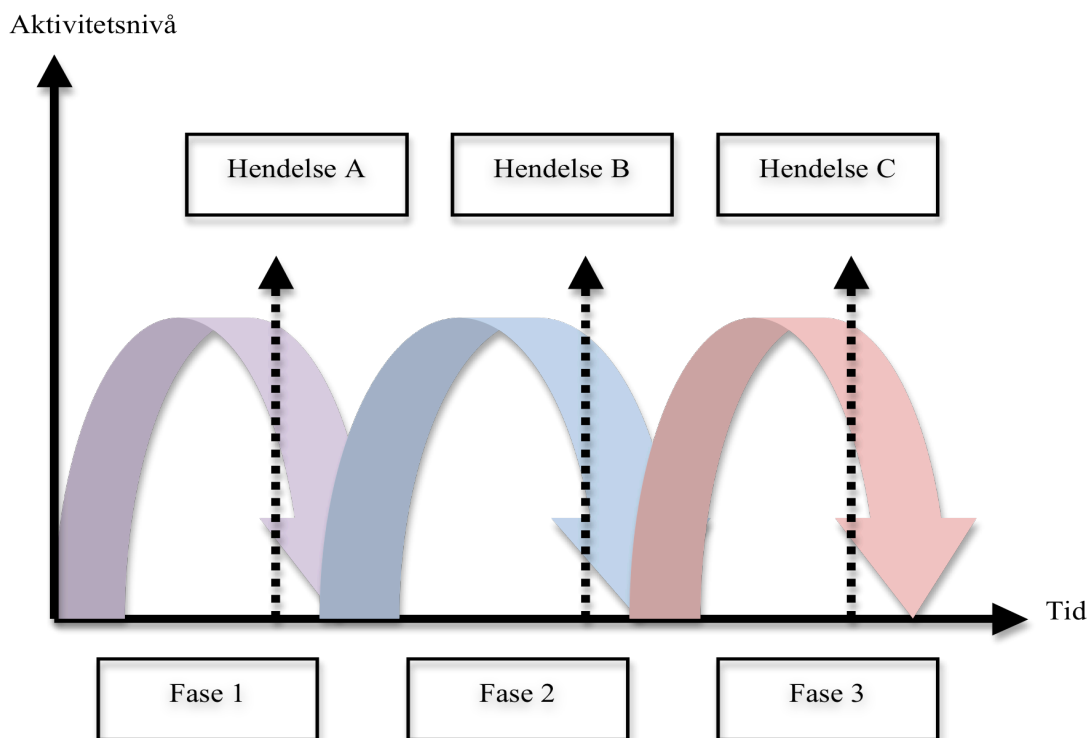 Aktivitetsnivå
Hendelse A
Hendelse B
Hendelse C
Tid
Fase 1
Fase 2
Fase 3